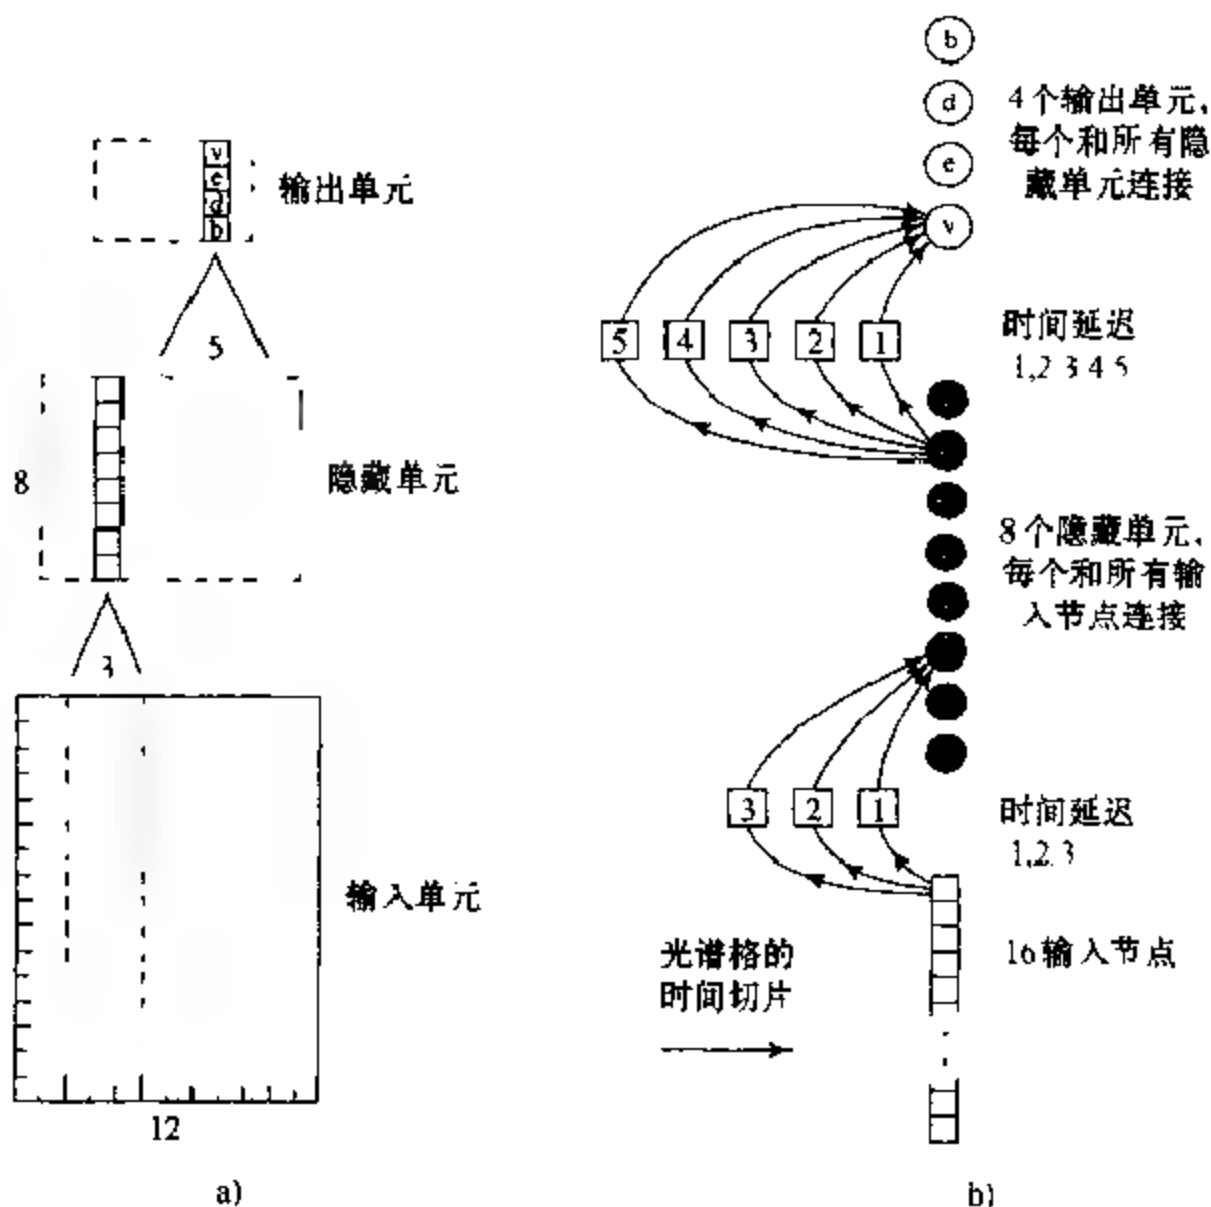 v
e
d
b
输出单元
5
8
隐藏单元
3
输入单元
12
a)
b
d
e
v
4个输出单元,
每个和所有隐
藏单元连接
5 4 3 2 1
时间延迟
1,2 3 4 5
8个隐藏单元,
每个和所有输
入节点连接
3 2 1
时间延迟
1,2 3
光谱格的
时间切片
16输入节点
b)